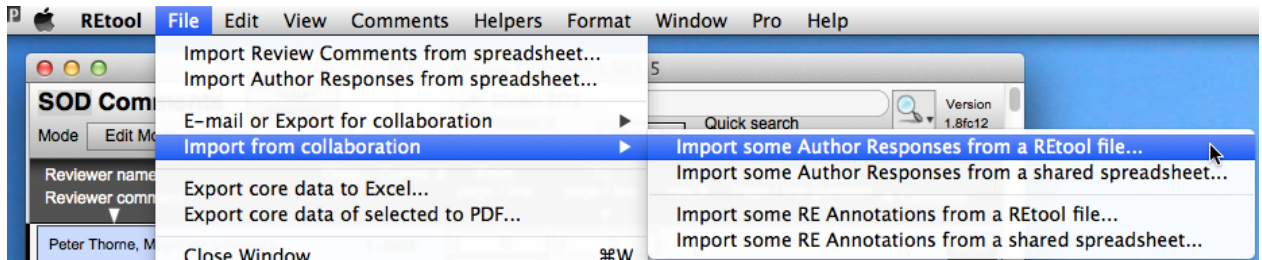 REtool File Edit View Comments Helpers Format Window Pro Help
Import Review Comments from spreadsheet...
Import Author Responses from spreadsheet...
5
SOD Comments
E-mail or Export for collaboration
Quick search
Version
1.8fc12
Mode Edit Mo
Import from collaboration
Import some Author Responses from a REtool file...
Import some Author Responses from a shared spreadsheet...
Reviewer name
Reviewer comm
Export core data to Excel...
Export core data of selected to PDF...
Import some RE Annotations from a REtool file...
Import some RE Annotations from a shared spreadsheet...
Peter Thorne, M
Close Window ⌘W